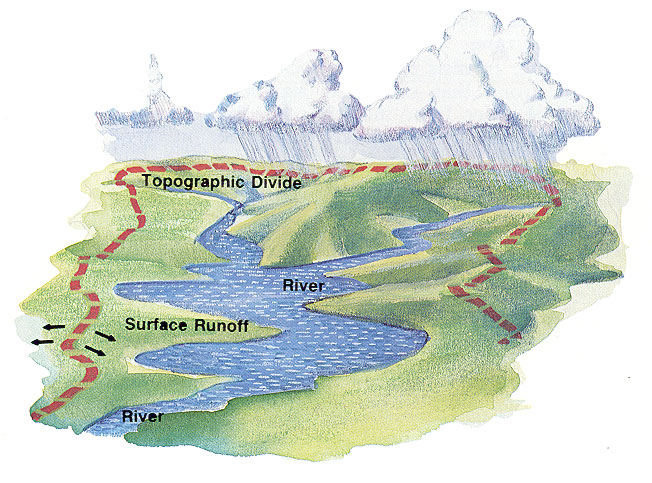 Topographic Divide
River
Surface Runoff
River